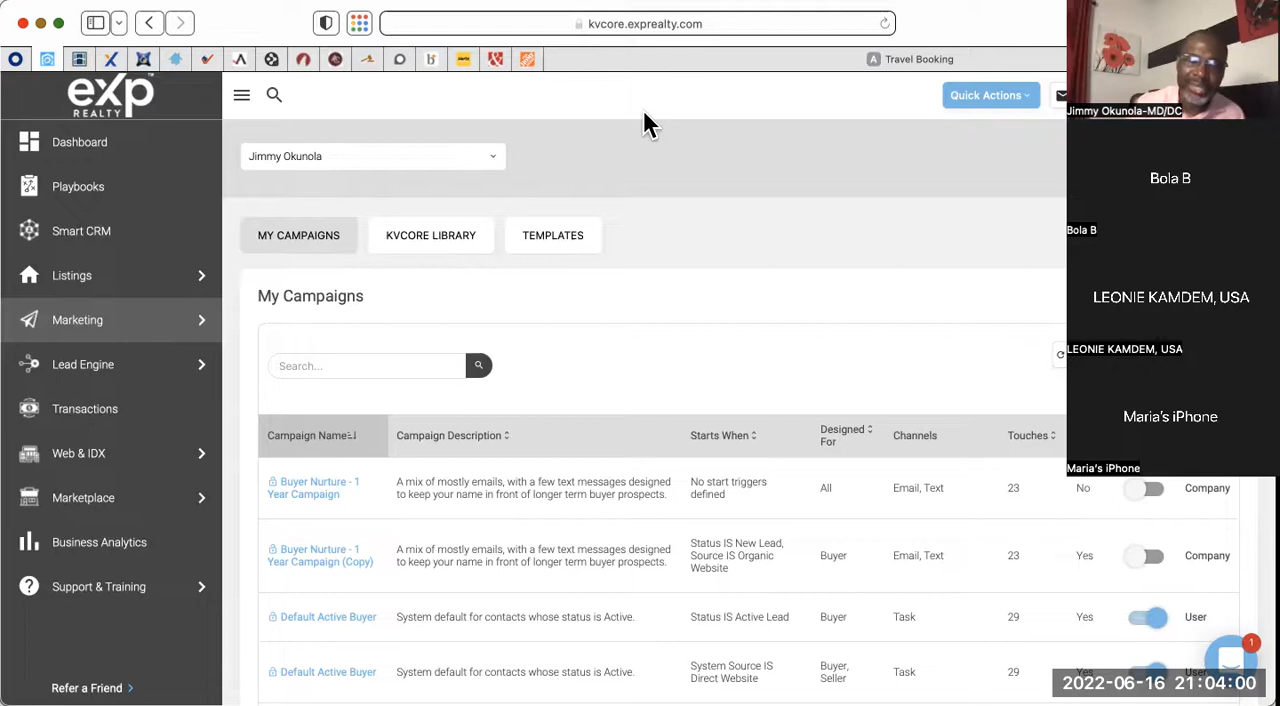 kvcore.exprealty.com
Travel Booking
eXp
REALTY
Quick Actions
Jimmy Okunola-MD/DC
Dashboard
Jimmy Okunola
Playbooks
Bola B
Bola B
Smart CRM
MY CAMPAIGNS
KVCORE LIBRARY
TEMPLATES
Listings
My Campaigns
LEONIE KAMDEM, USA
LEONIE KAMDEM, USA
Marketing
Search...
Lead Engine
Transactions
Maria's iPhone
Maria's iPhone
Campaign Name
Campaign Description
Starts When
Designed For
Channels
Touches
Web & IDX
Buyer Nurture - 1
Year Campaign
A mix of mostly emails, with a few text messages designed
to keep your name in front of longer term buyer prospects.
No start triggers
defined
All
Email, Text
23
No
Company
Marketplace
Business Analytics
Buyer Nurture - 1
Year Campaign (Copy)
A mix of mostly emails, with a few text messages designed
to keep your name in front of longer term buyer prospects.
Status IS New Lead,
Source IS Organic
Website
Buyer
Email, Text
23
Yes
Company
Support & Training
Default Active Buyer
System default for contacts whose status is Active.
Status IS Active Lead
Buyer
Task
29
Yes
User
Default Active Buyer
System default for contacts whose status is Active.
System Source IS
Direct Website
Buyer,
Seller
Task
29
Refer a Friend
1
2022-06-16 21:04:00